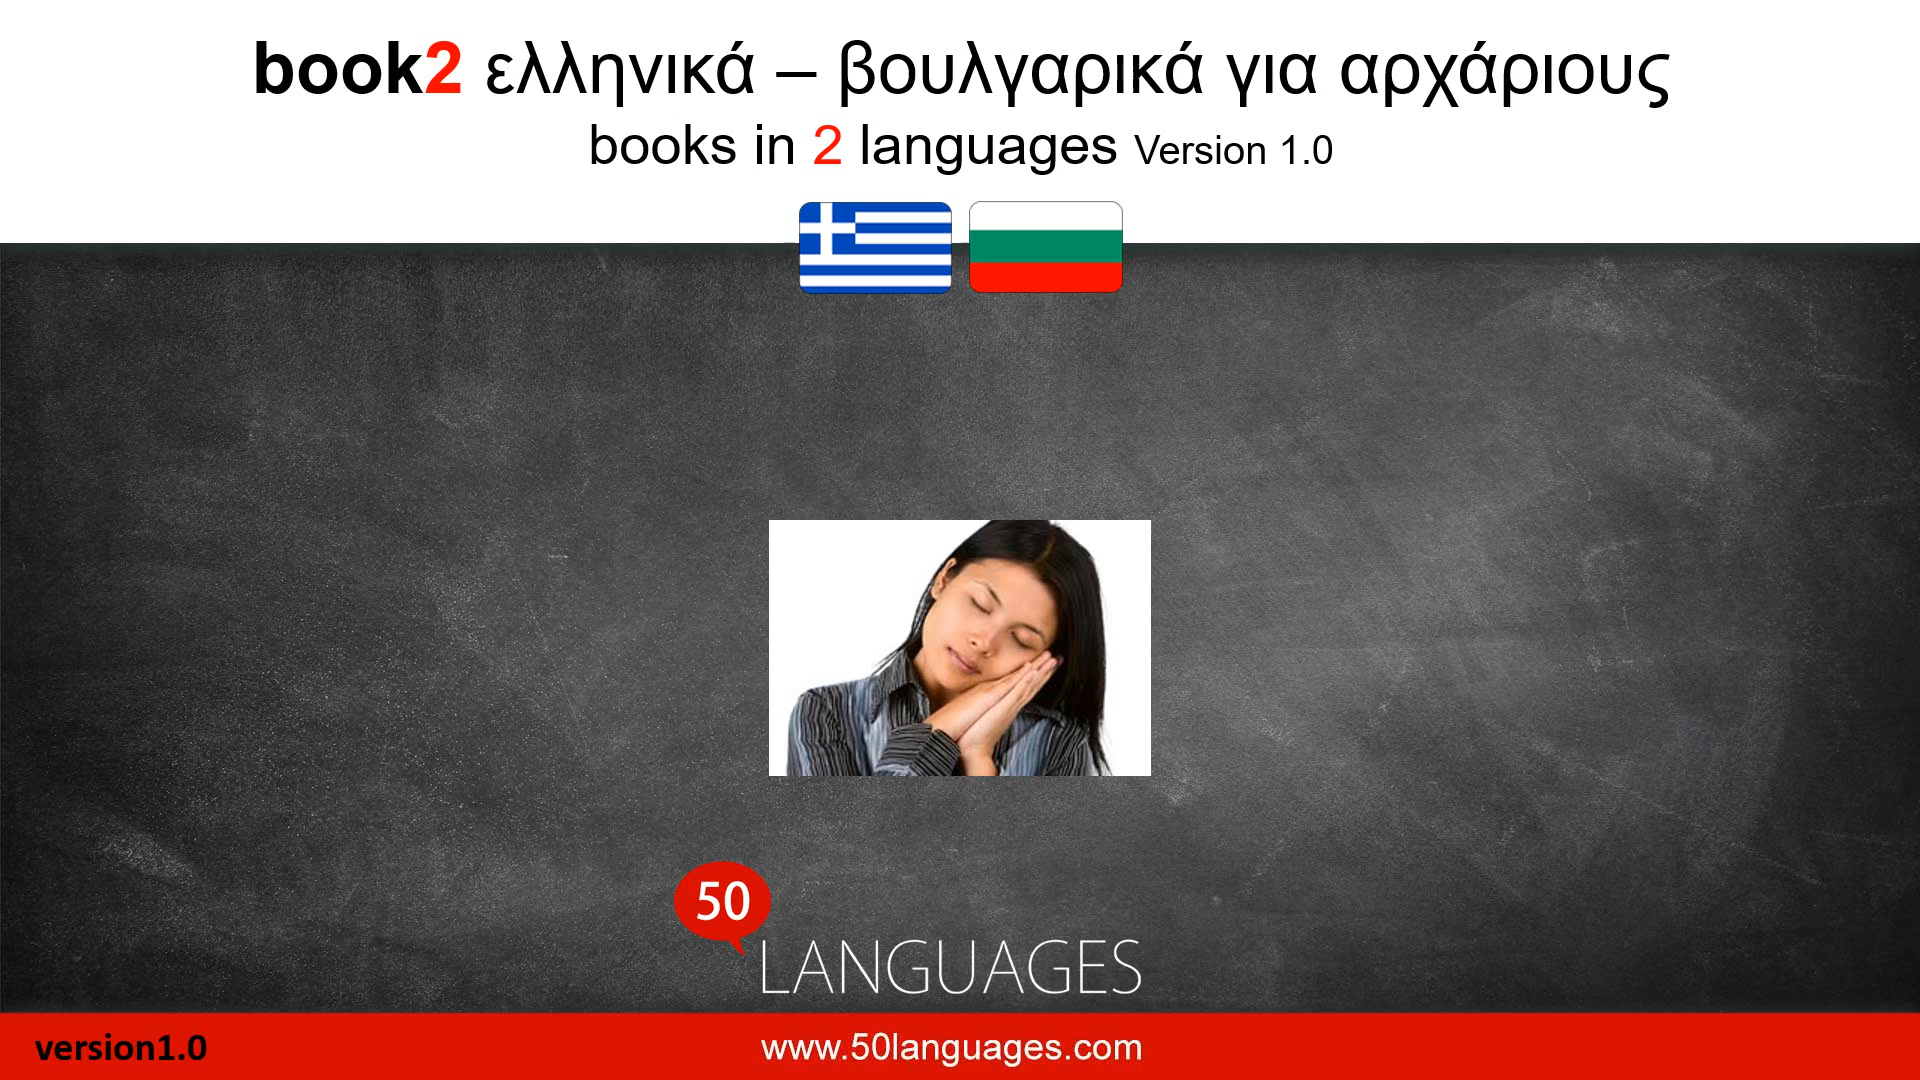 book2 ελληνικά – βουλγαρικά για αρχάριους
books in 2 languages Version 1.0
50
LANGUAGES
version1.0
www.50languages.com